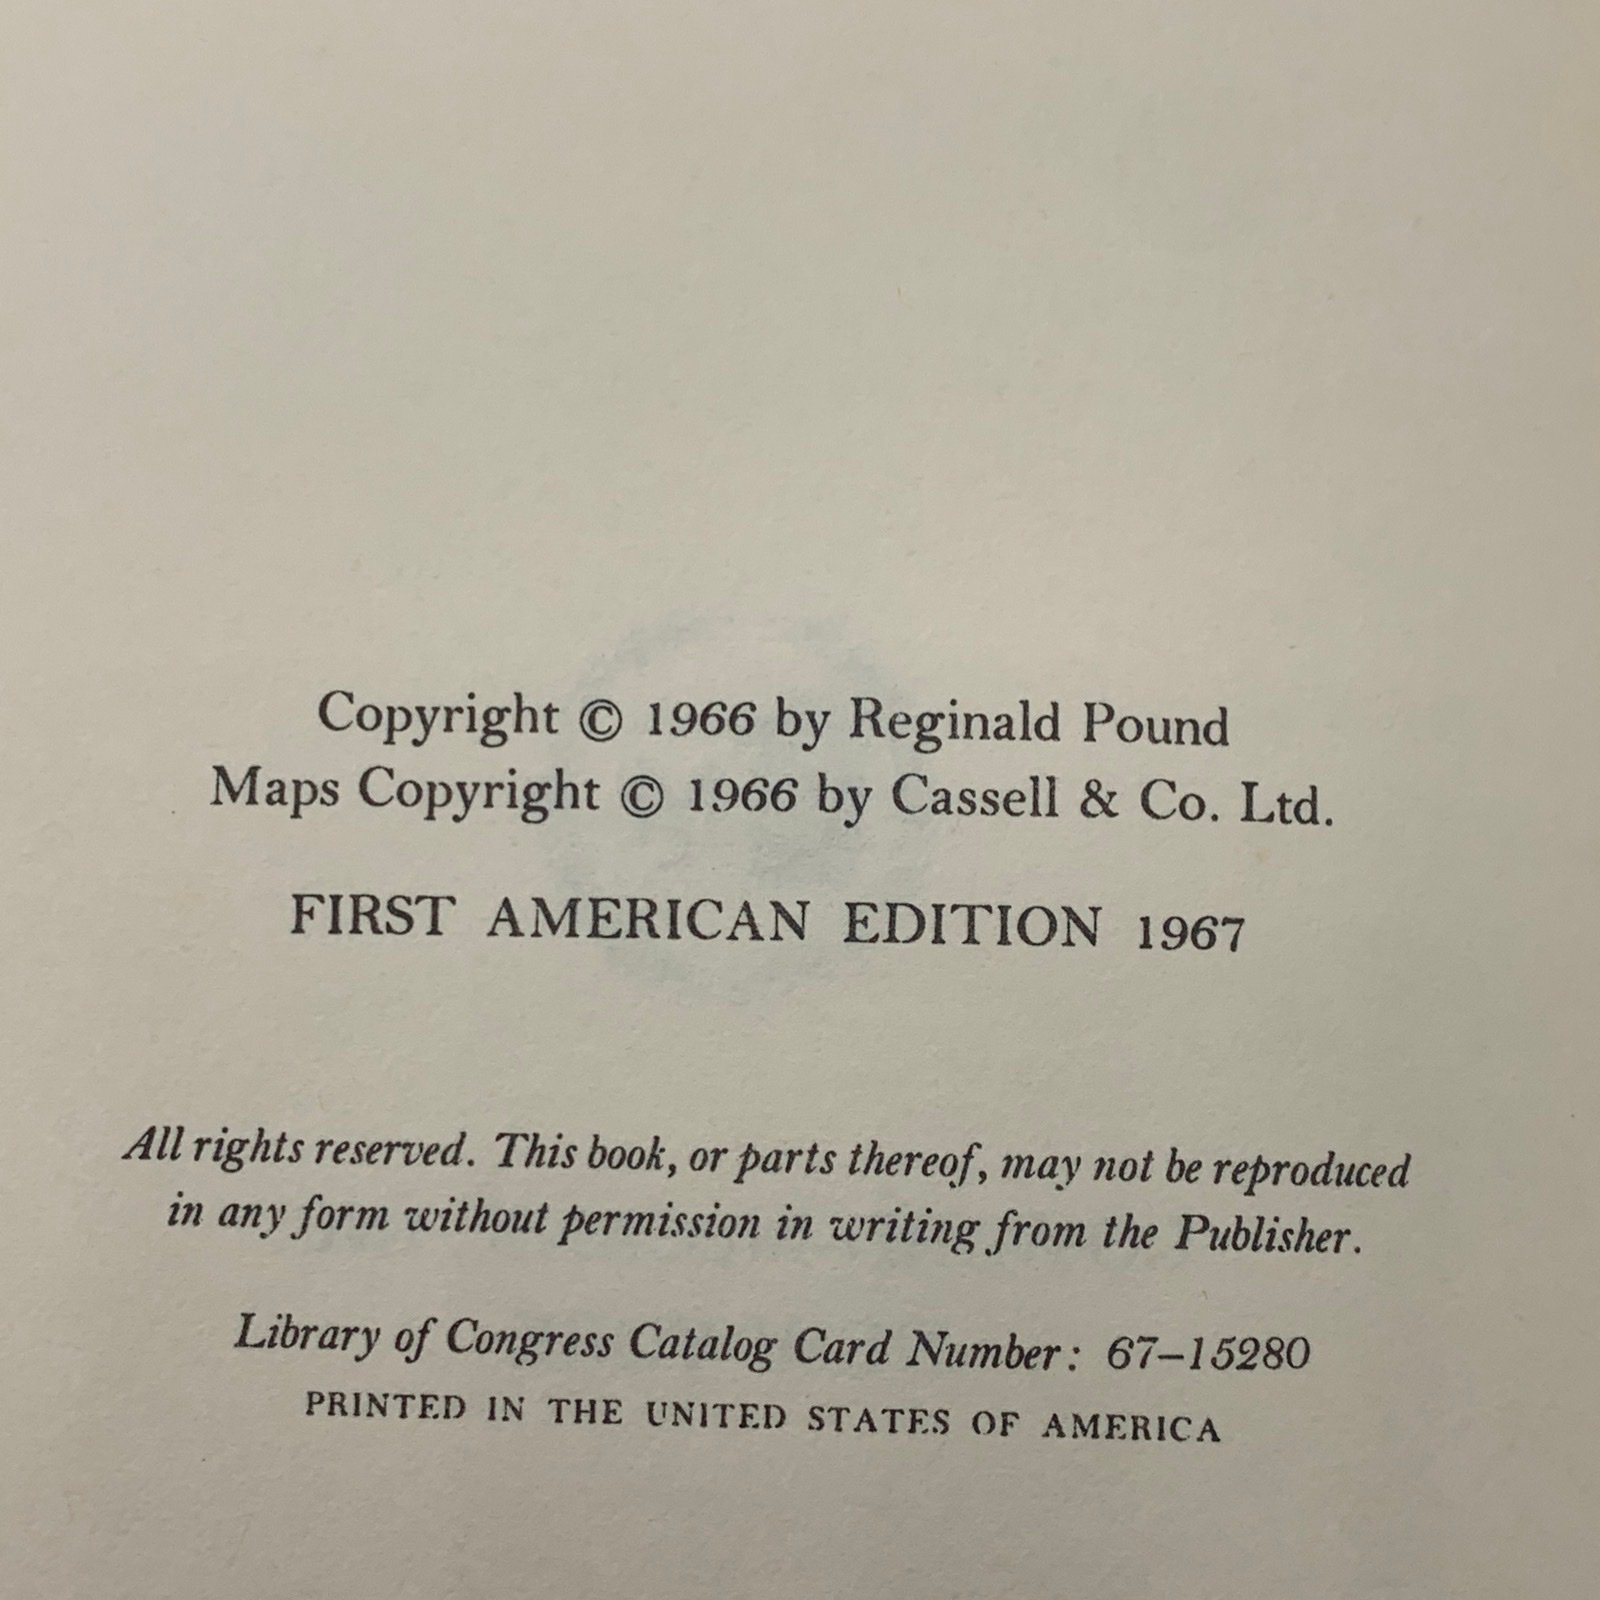 Copyright © 1966 by Reginald Pound
Maps Copyright © 1966 by Cassell & Co. Ltd.
FIRST AMERICAN EDITION 1967
All rights reserved. This book, or parts thereof, may not be reproduced
in any form without permission in writing from the Publisher.
Library of Congress Catalog Card Number: 67–15280
PRINTED IN THE UNITED STATES OF AMERICA